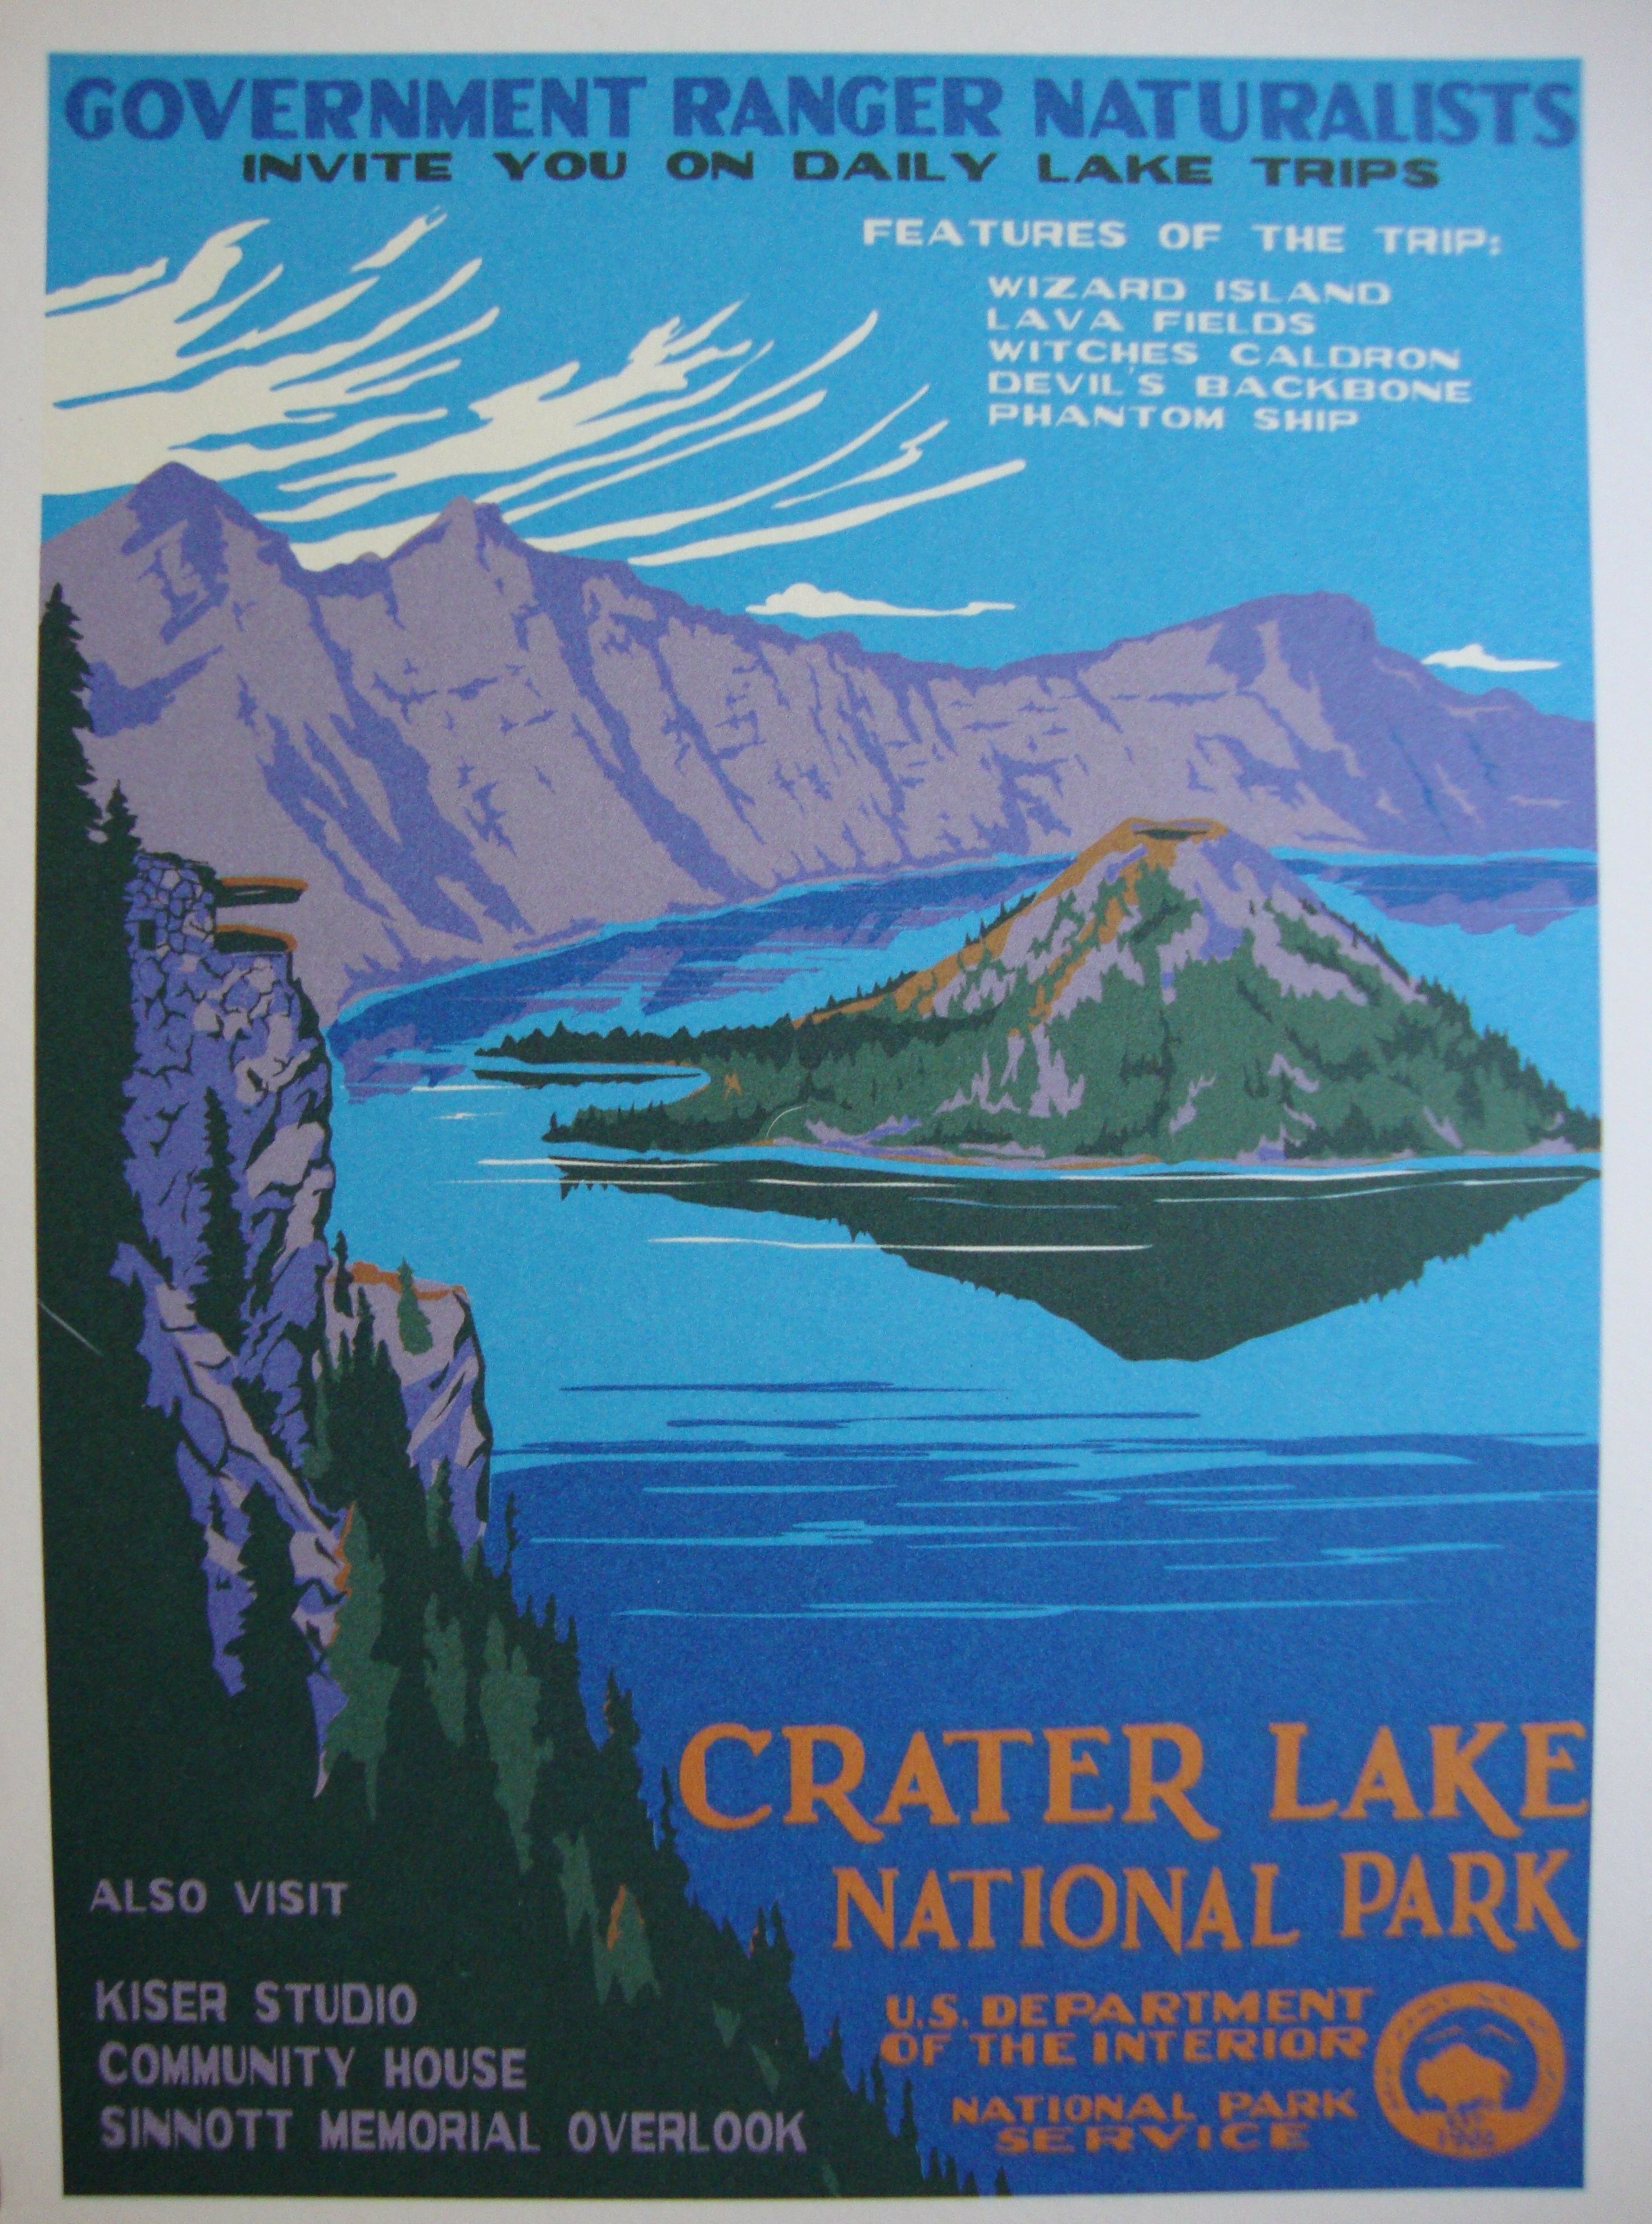 GOVERNMENT RANGER NATURALISTS
INVITE YOU ON DAILY LAKE TRIPS
FEATURES OF THE TRIP:
WIZARD ISLAND
LAVA FIELDS
WITCHES CALDRON
DEVIL'S BACKBONE
PHANTOM SHIP
CRATER LAKE
NATIONAL PARK
U.S. DEPARTMENT
OF THE INTERIOR
NATIONAL PARK
SERVICE
ALSO VISIT
KISER STUDIO
COMMUNITY HOUSE
SINNOTT MEMORIAL OVERLOOK